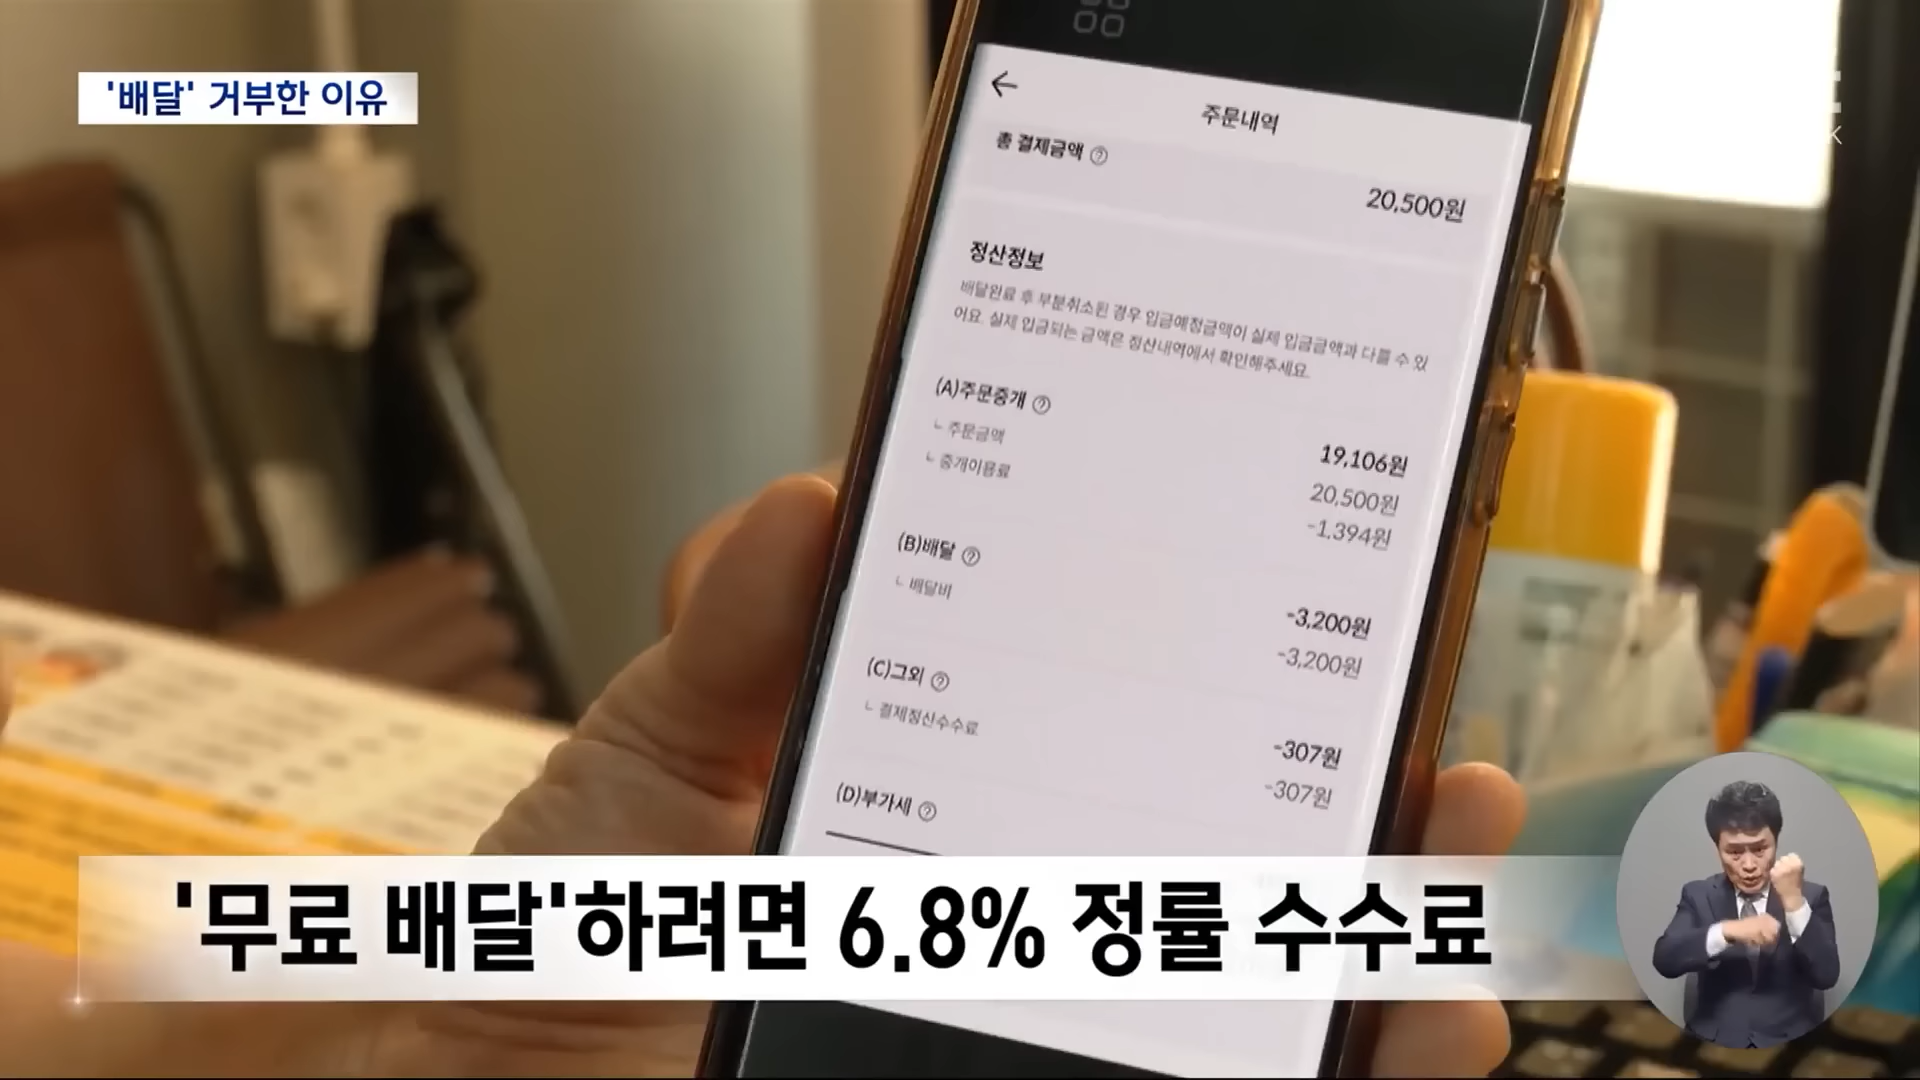 '배달' 거부한 이유
K
주문내역
총 결제금액 ?
20,500원
정산정보
배달완료 후 부분취소된 경우 입금예정금액이 실제 입금금액과 다를 수 있
어요. 실제 입금되는 금액은 정산내역에서 확인해주세요.
(A)주문중개 ?
19,106원
ㄴ 주문금액
20,500원
ㄴ 중개이용료
-1,394원
(B)배달 ?
-3,200원
ㄴ 배달비
-3,200원
(C)그외 ?
-307원
ㄴ 결제정산수수료
-307원
(D)부가세 ?
'무료 배달'하려면 6.8% 정률 수수료